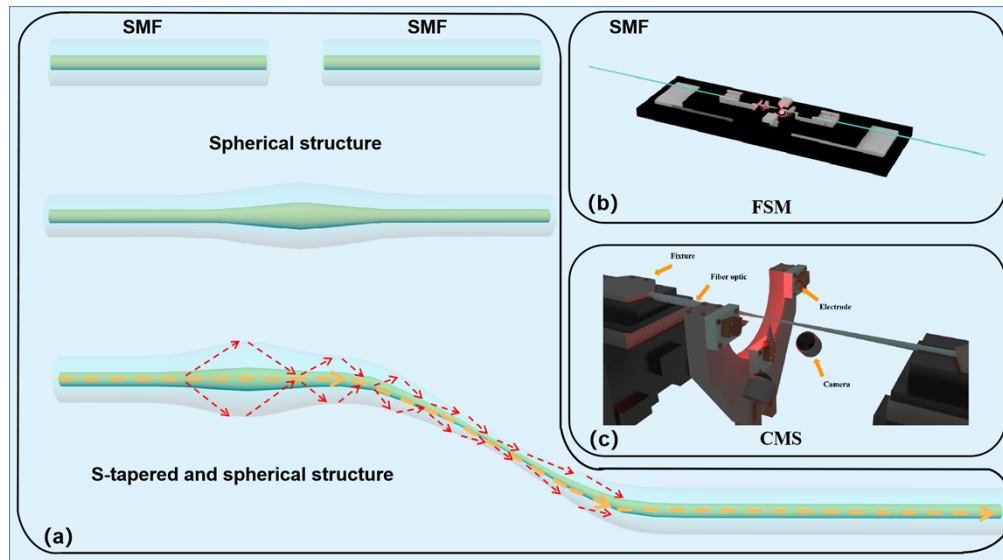 SMF
SMF
Spherical structure
S-tapered and spherical structure
(a)
SMF
(b)
FSM
Fixture
Fiber optic
Electrode
Camera
(c)
CMS